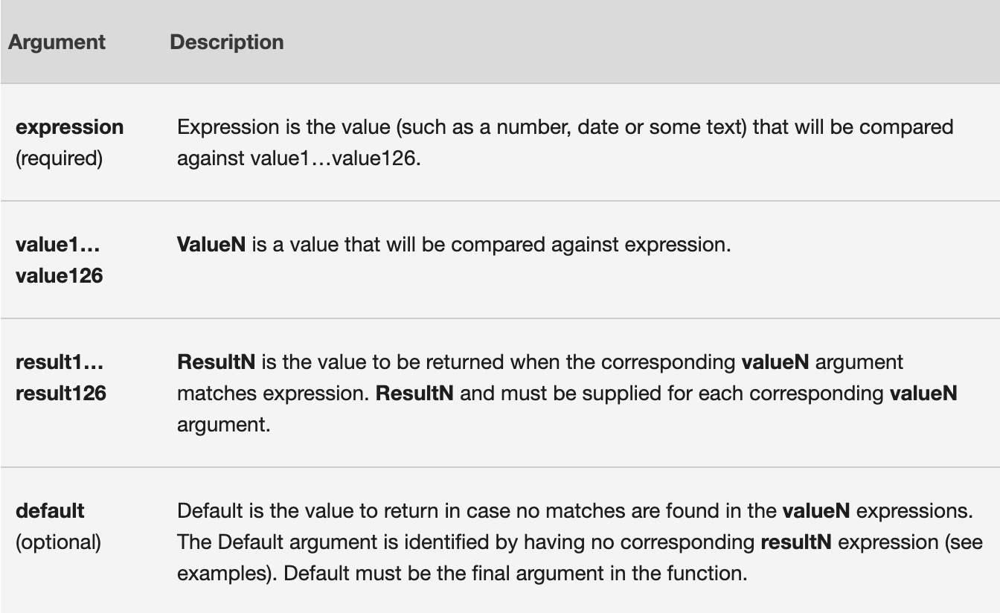 Argument Description
expression Expression is the value (such as a number, date or some text) that will be compared
(required) against value1…value126.
value1… ValueN is a value that will be compared against expression.
value126
result1… ResultN is the value to be returned when the corresponding valueN argument
result126 matches expression. ResultN and must be supplied for each corresponding valueN
argument.
default Default is the value to return in case no matches are found in the valueN expressions.
(optional) The Default argument is identified by having no corresponding resultN expression (see
examples). Default must be the final argument in the function.